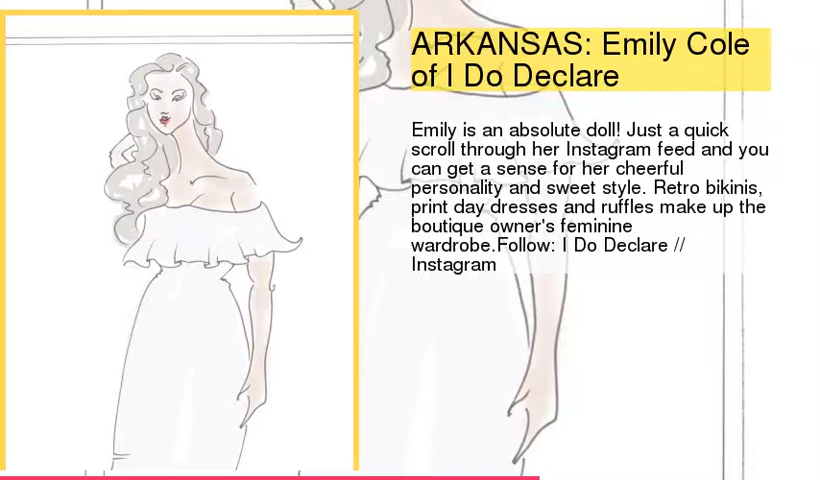 ARKANSAS: Emily Cole
of I Do Declare
Emily is an absolute doll! Just a quick
scroll through her Instagram feed and you
can get a sense for her cheerful
personality and sweet style. Retro bikinis,
print day dresses and ruffles make up the
boutique owner's feminine
wardrobe.Follow: I Do Declare //
Instagram